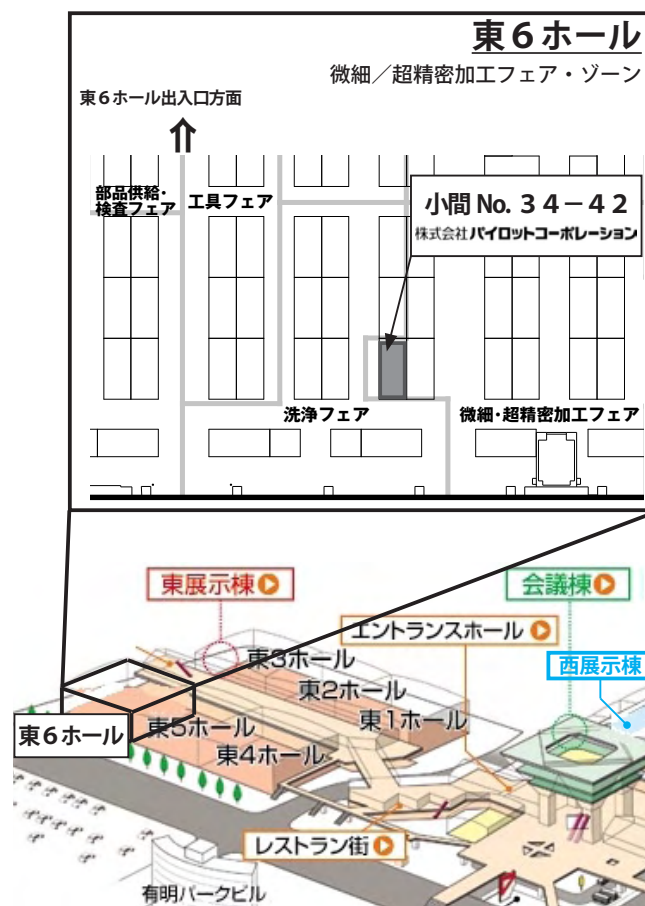 東６ホール
微細／超精密加工フェア・ゾーン
東６ホール出入口方面
部品供給・
検査フェア
工具フェア
小間 No. ３４－４２
株式会社パイロットコーポレーション
洗浄フェア
微細・超精密加工フェア
東展示棟
会議棟
エントランスホール
東3ホール
西展示棟
東2ホール
東1ホール
東６ホール
東5ホール
東4ホール
レストラン街
有明パークビル